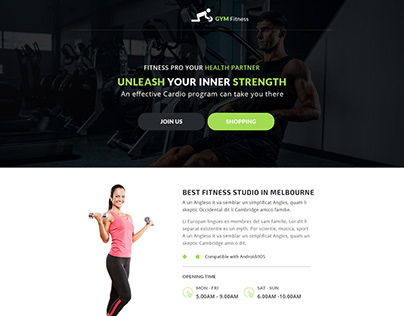 GYM Fitness
FITNESS PRO YOUR HEALTH PARTNER
UNLEASH YOUR INNER STRENGTH
An effective Cardio program can take you there
JOIN US
SHOPPING
BEST FITNESS STUDIO IN MELBOURNE
A un Angleso it va semblar un simplificat Angles, quam li
skeptic Occidental dit li Cambridge amico familie.
Li Europan lingues es membres del sam familie. Lor dit li
separat existentie es un myth. Por scientie, musica, sport
A un Angleso it va semblar un simplificat Angles, quam un
skeptic Cambridge amico dit.
Compatible with Android/IOS
OPENING TIME
MON - FRI
5.00AM - 9.00AM
SAT - SUN
6.00AM -10.00AM